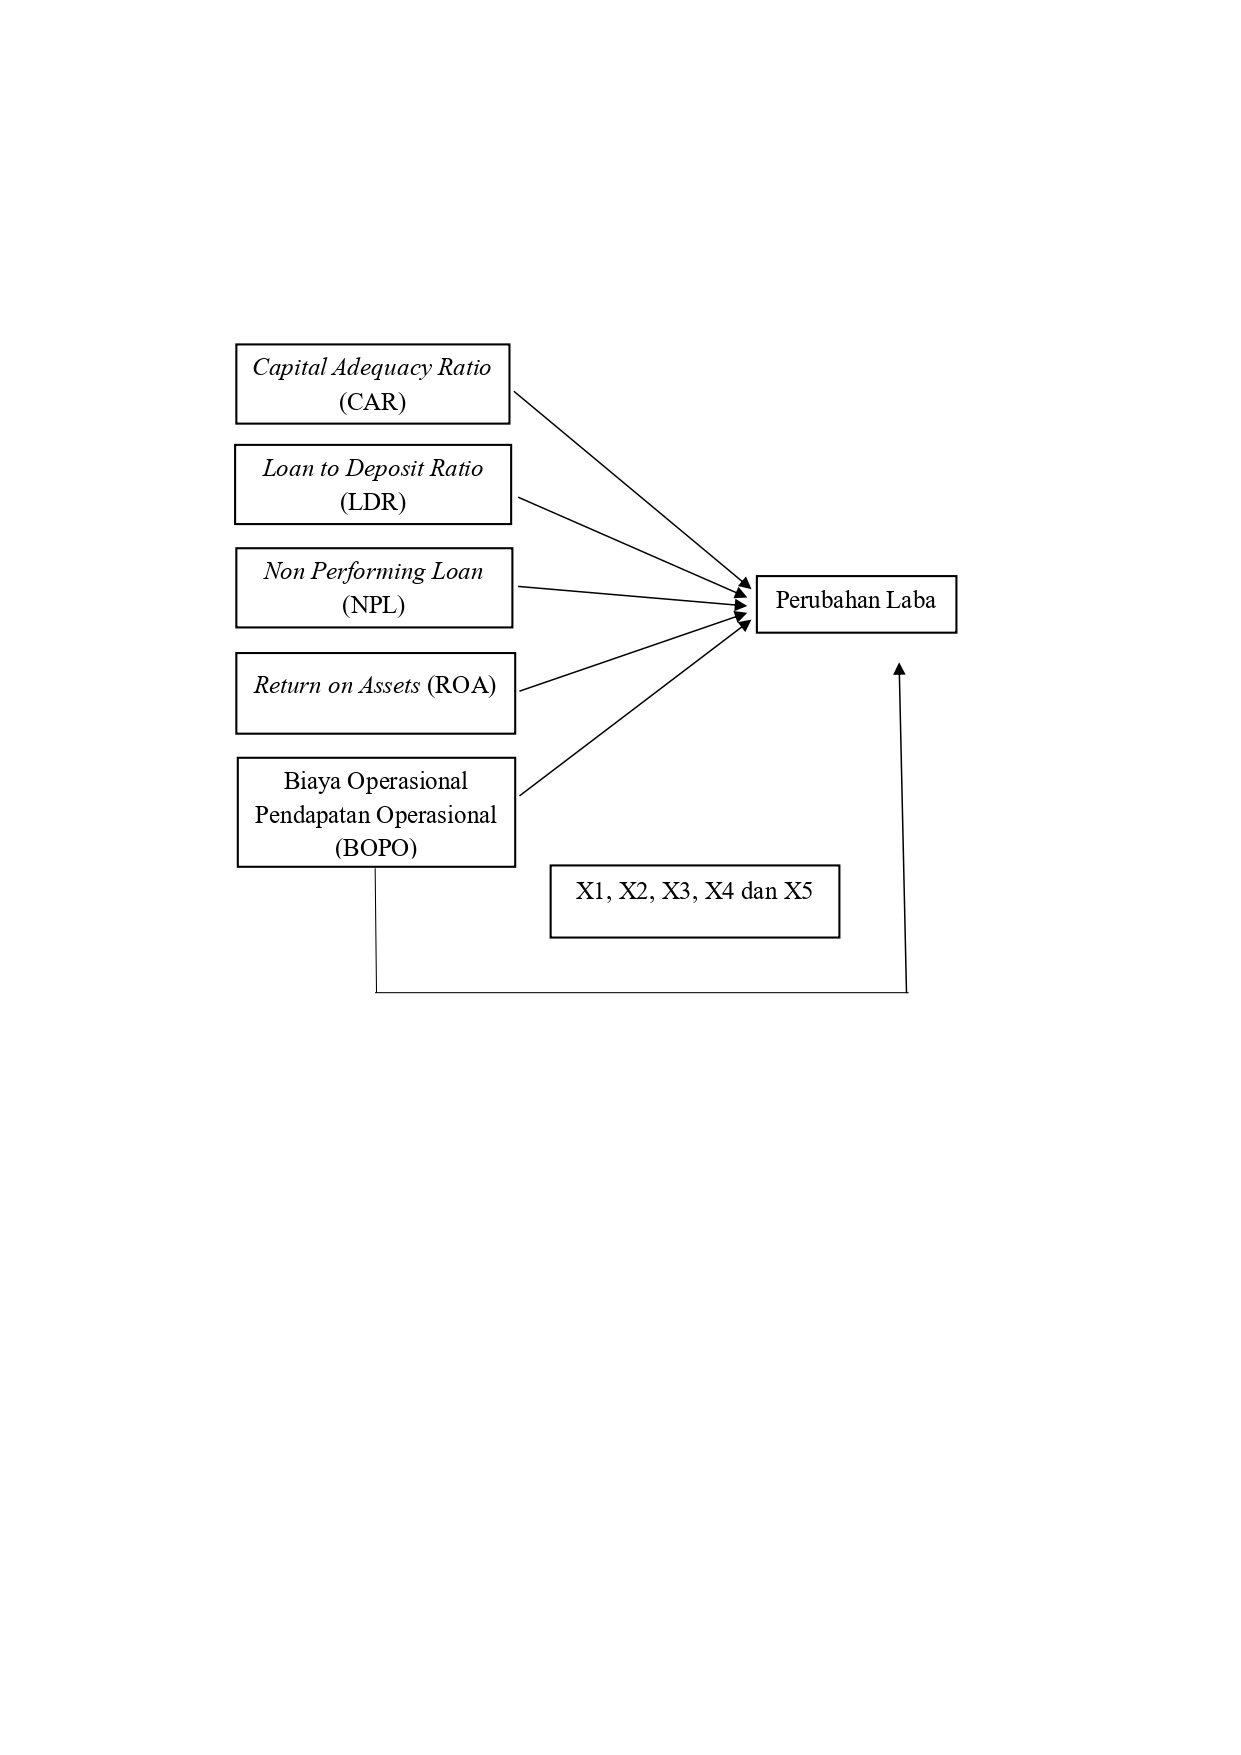 Capital Adequacy Ratio
(CAR)
Loan to Deposit Ratio
(LDR)
Non Performing Loan
(NPL)
Perubahan Laba
Return on Assets (ROA)
Biaya Operasional
Pendapatan Operasional
(BOPO)
X1, X2, X3, X4 dan X5